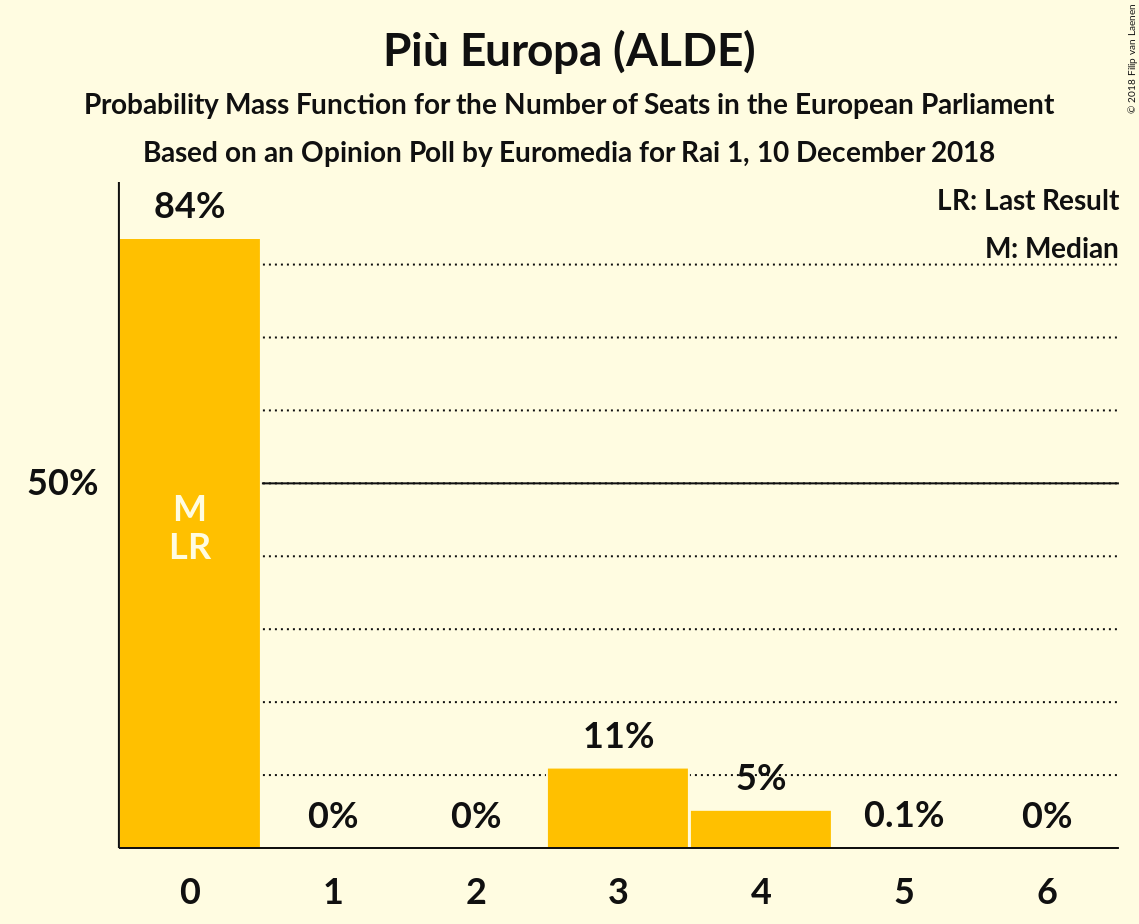 Più Europa (ALDE)
Probability Mass Function for the Number of Seats in the European Parliament
Based on an Opinion Poll by Euromedia for Rai 1, 10 December 2018
© 2018 Filip van Laenen
LR: Last Result
M: Median
84%
50%
M
LR
11%
5%
0%
0%
0.1%
0%
0 1 2 3 4 5 6